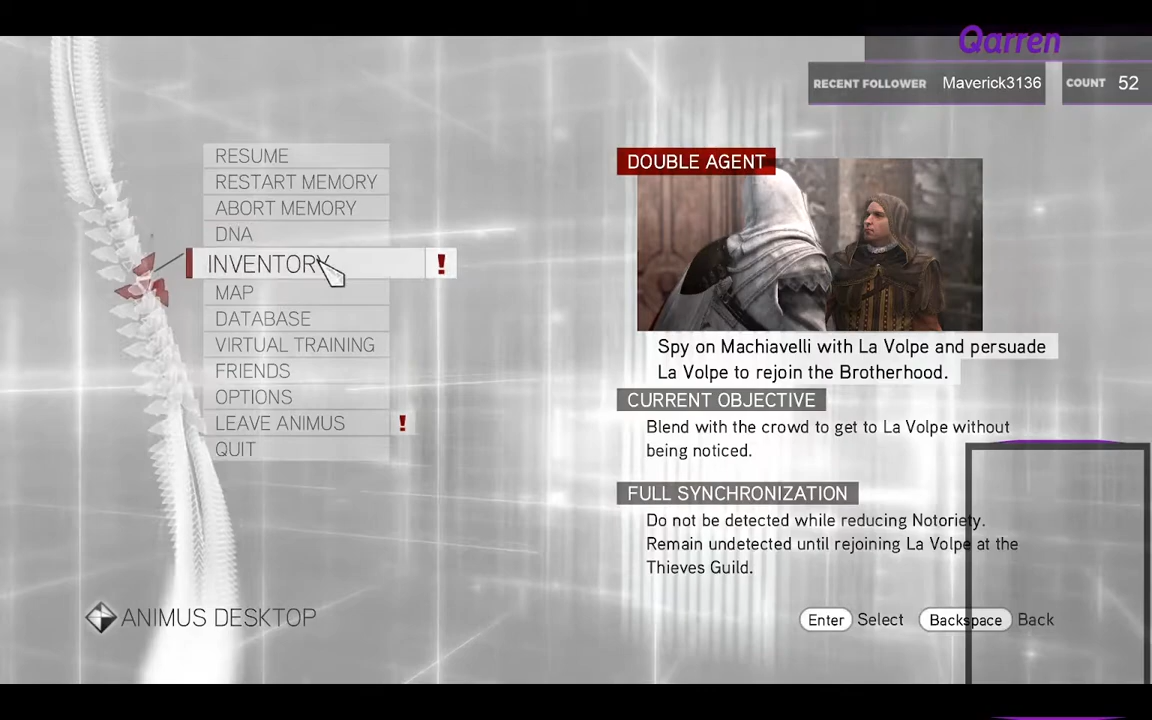 Qarren
RECENT FOLLOWER Maverick3136 COUNT 52
RESUME
RESTART MEMORY
ABORT MEMORY
DNA
INVENTORY !
MAP
DATABASE
VIRTUAL TRAINING
FRIENDS
OPTIONS
LEAVE ANIMUS !
QUIT
DOUBLE AGENT
Spy on Machiavelli with La Volpe and persuade
La Volpe to rejoin the Brotherhood.
CURRENT OBJECTIVE
Blend with the crowd to get to La Volpe without
being noticed.
FULL SYNCHRONIZATION
Do not be detected while reducing Notoriety.
Remain undetected until rejoining La Volpe at the
Thieves Guild.
ANIMUS DESKTOP
Enter Select Backspace Back